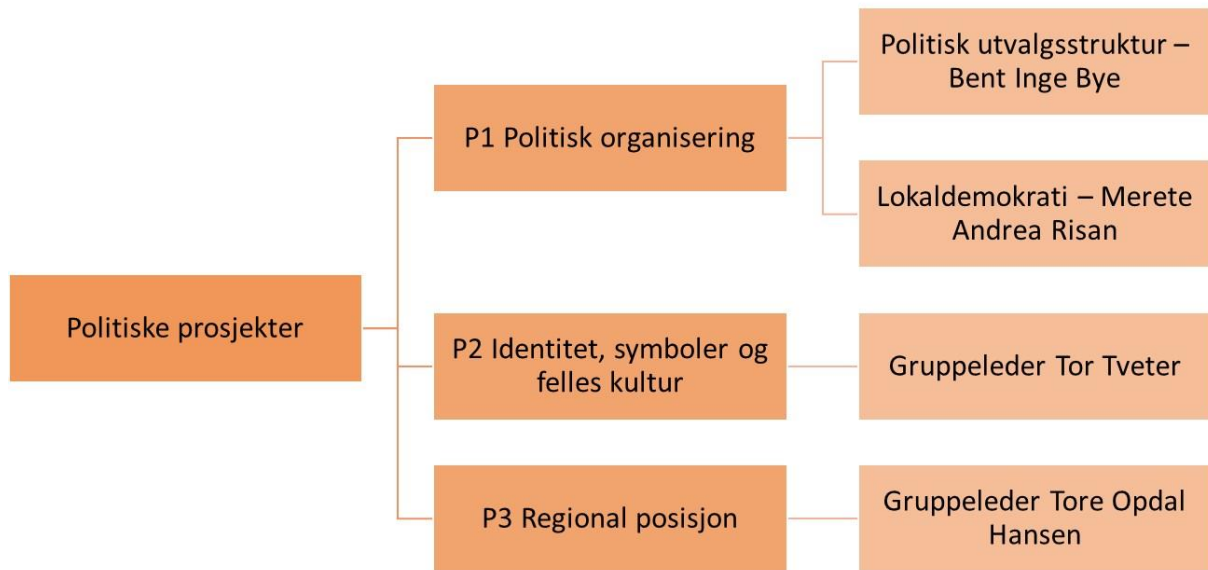 Politiske prosjekter
P1 Politisk organisering
Politisk utvalgsstruktur –
Bent Inge Bye
Lokaldemokrati – Merete
Andrea Risan
P2 Identitet, symboler og
felles kultur
Gruppeleder Tor Tveter
P3 Regional posisjon
Gruppeleder Tore Opdal
Hansen